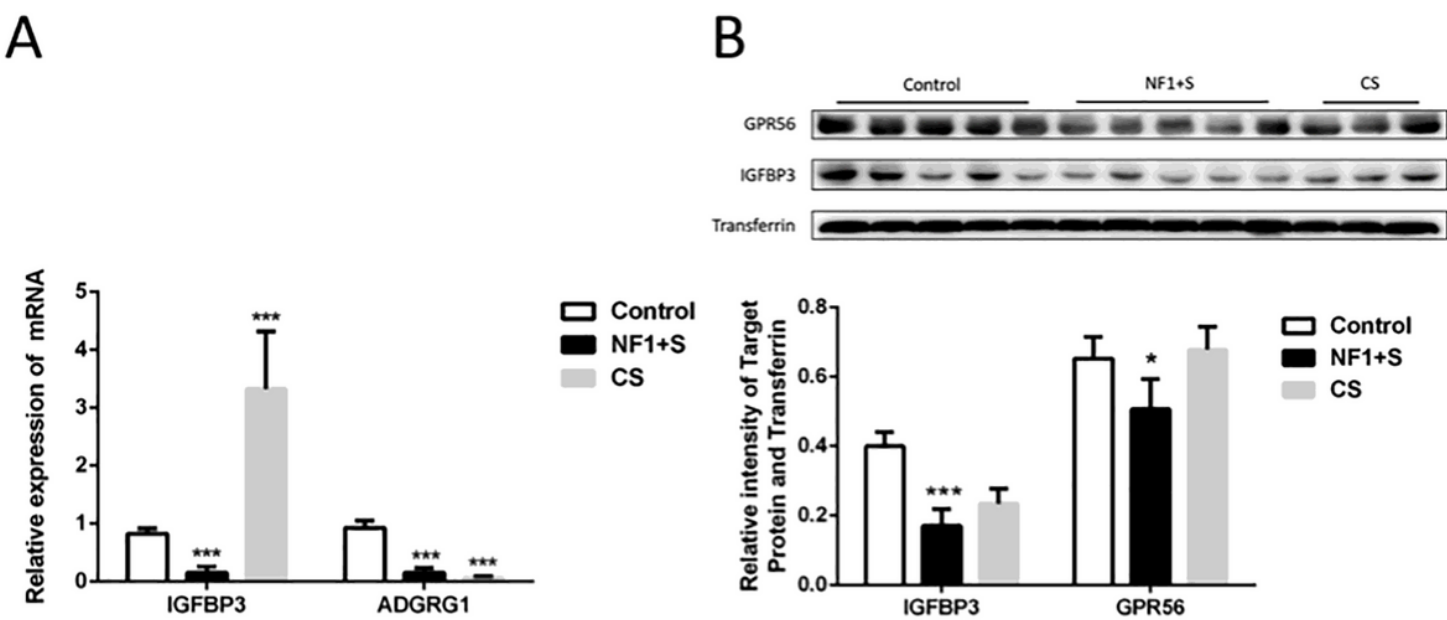 A
B
Control NF1+S CS
GPR56
IGFBP3
Transferrin
Relative expression of mRNA
5
4
3
2
1
0
***
***
***
***
IGFBP3 ADGRG1
Control
NF1+S
CS
Relative intensity of Target
Protein and Transferrin
0.8
0.6
0.4
0.2
0.0
***
*
IGFBP3 GPR56
Control
NF1+S
CS